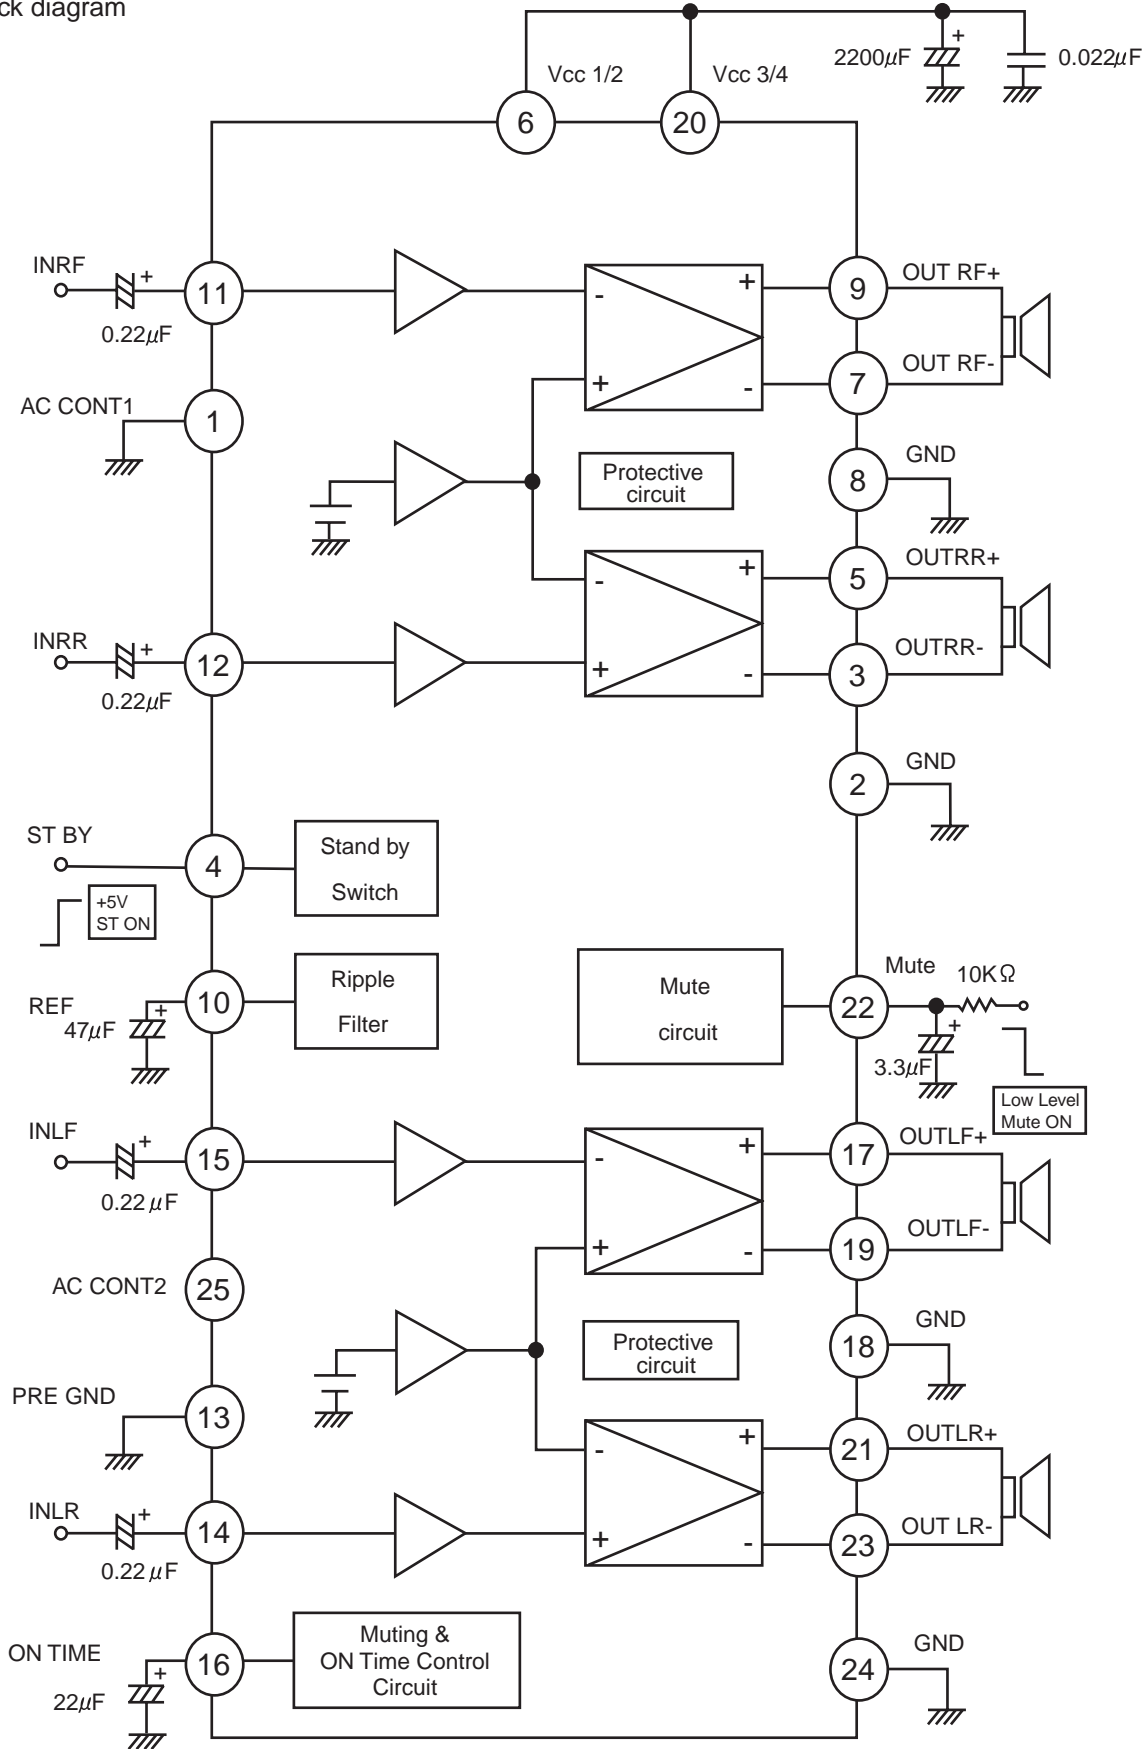 ck diagram
Vcc 1/2
Vcc 3/4
2200μF
+
0.022μF
6
20
INRF
+
0.22μF
11
-
+
+
-
9
OUT RF+
7
OUT RF-
AC CONT1
1
Protective
circuit
8
GND
5
OUTRR+
-
+
+
-
INRR
+
0.22μF
12
OUTRR-
3
2
GND
ST BY
4
Stand by
Switch
+5V
ST ON
REF
47μF
+
10
Ripple
Filter
Mute
circuit
22
Mute
10KΩ
+
3.3μF
Low Level
Mute ON
INLF
+
0.22μF
15
-
+
+
-
17
OUTLF+
19
OUTLF-
AC CONT2
25
Protective
circuit
18
GND
PRE GND
13
-
+
+
-
21
OUTLR+
INLR
+
0.22μF
14
23
OUT LR-
ON TIME
22μF
+
16
Muting &
ON Time Control
Circuit
24
GND